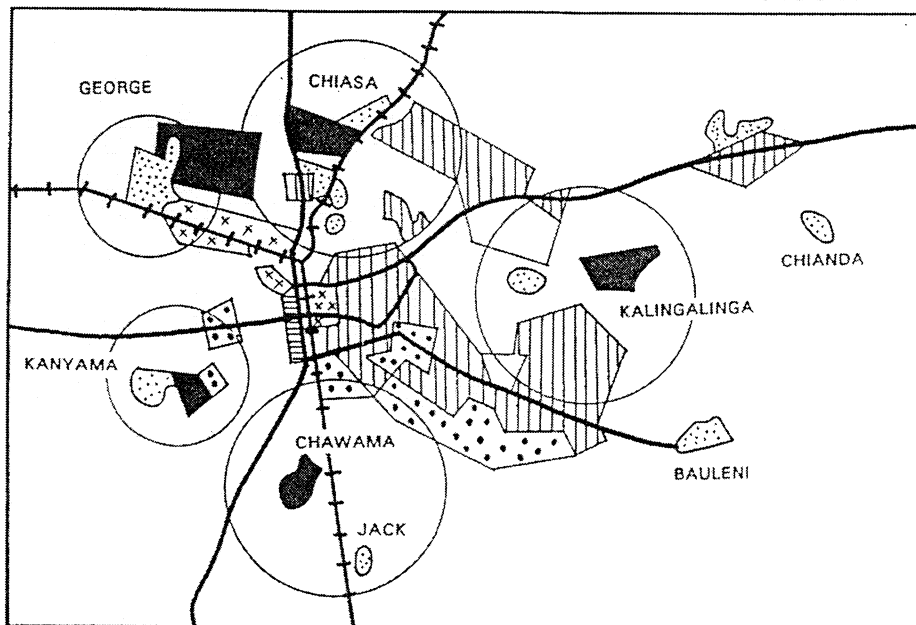 CHIASA
GEORGE
CHIANDA
KALINGALINGA
KANYAMA
CHAWAMA
BAULENI
JACK